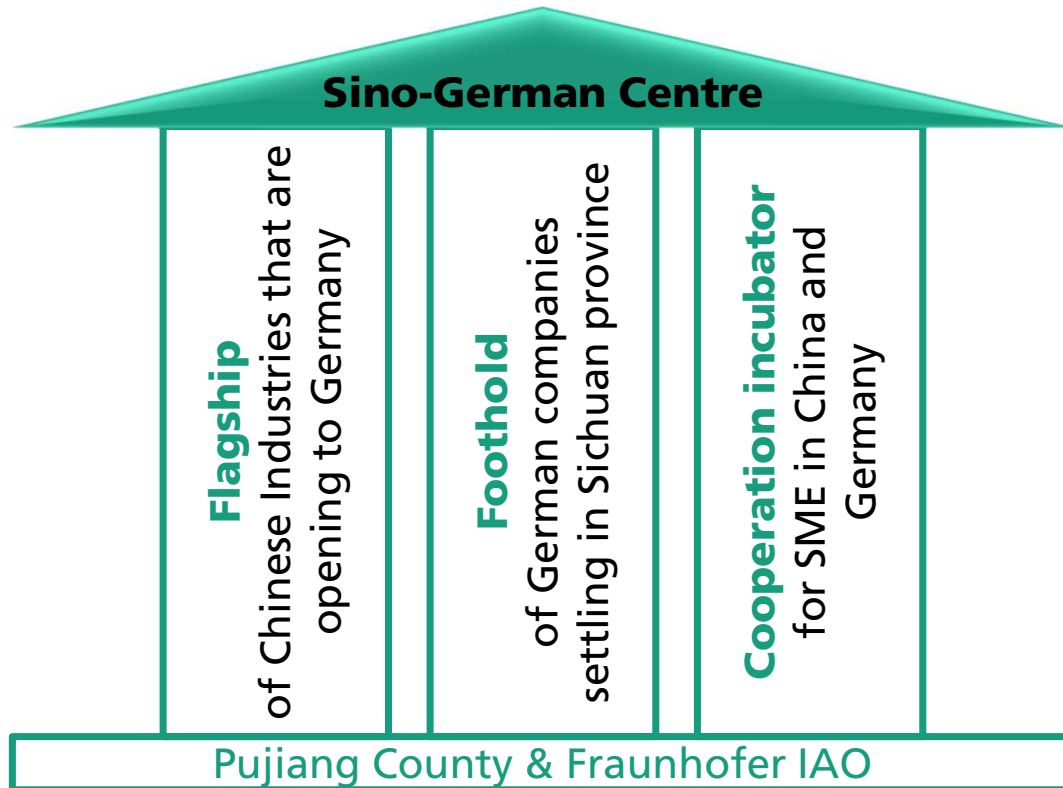 Sino-German Centre
Flagship
of Chinese Industries that are
opening to Germany
Foothold
of German companies
settling in Sichuan province
Cooperation incubator
for SME in China and
Germany
Pujiang County & Fraunhofer IAO